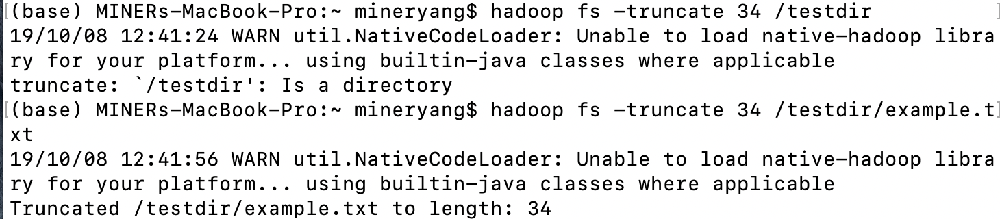 [(base) MINERs-MacBook-Pro:~ mineryang$ hadoop fs -truncate 34 /testdir ]
19/10/08 12:41:24 WARN util.NativeCodeLoader: Unable to load native-hadoop libra
ry for your platform... using builtin-java classes where applicable
truncate: `/testdir': Is a directory
[(base) MINERs-MacBook-Pro:~ mineryang$ hadoop fs -truncate 34 /testdir/example.t]
xt
19/10/08 12:41:56 WARN util.NativeCodeLoader: Unable to load native-hadoop libra
ry for your platform... using builtin-java classes where applicable
Truncated /testdir/example.txt to length: 34